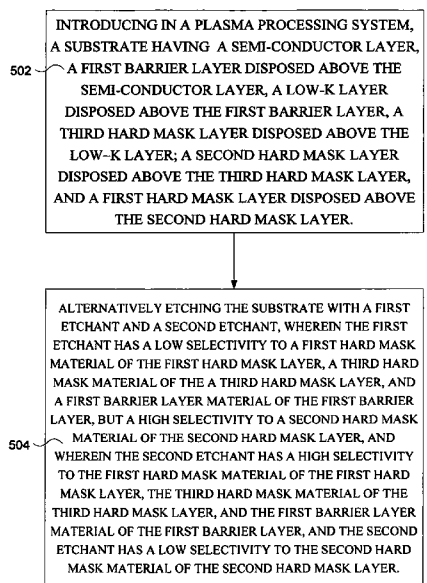 INTRODUCING IN A PLASMA PROCESSING SYSTEM,
A SUBSTRATE HAVING A SEMI-CONDUCTOR LAYER,
502 A FIRST BARRIER LAYER DISPOSED ABOVE THE
SEMI-CONDUCTOR LAYER, A LOW-K LAYER
DISPOSED ABOVE THE FIRST BARRIER LAYER, A
THIRD HARD MASK LAYER DISPOSED ABOVE THE
LOW-K LAYER; A SECOND HARD MASK LAYER
DISPOSED ABOVE THE THIRD HARD MASK LAYER,
AND A FIRST HARD MASK LAYER DISPOSED ABOVE
THE SECOND HARD MASK LAYER.
ALTERNATIVELY ETCHING THE SUBSTRATE WITH A FIRST
ETCHANT AND A SECOND ETCHANT, WHEREIN THE FIRST
ETCHANT HAS A LOW SELECTIVITY TO A FIRST HARD MASK
MATERIAL OF THE FIRST HARD MASK LAYER, A THIRD HARD
MASK MATERIAL OF THE A THIRD HARD MASK LAYER, AND
A FIRST BARRIER LAYER MATERIAL OF THE FIRST BARRIER
LAYER, BUT A HIGH SELECTIVITY TO A SECOND HARD MASK
504 MATERIAL OF THE SECOND HARD MASK LAYER, AND
WHEREIN THE SECOND ETCHANT HAS A HIGH SELECTIVITY
TO THE FIRST HARD MASK MATERIAL OF THE FIRST HARD
MASK LAYER, THE THIRD HARD MASK MATERIAL OF THE
THIRD HARD MASK LAYER, AND THE FIRST BARRIER LAYER
MATERIAL OF THE FIRST BARRIER LAYER, AND THE SECOND
ETCHANT HAS A LOW SELECTIVITY TO THE SECOND HARD
MASK MATERIAL OF THE SECOND HARD MASK LAYER.